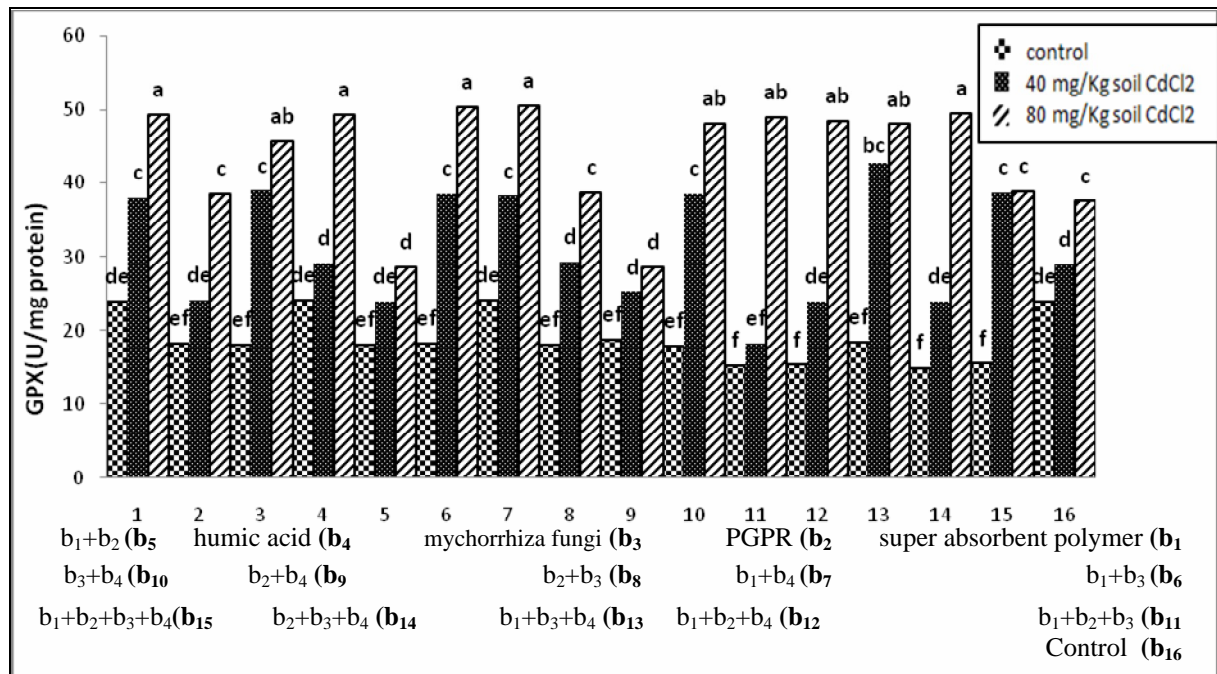 GPX(U/mg protein)
60
50
40
30
20
10
0
control
40 mg/Kg soil CdCl2
80 mg/Kg soil CdCl2
de c a
ef de c
ef c ab
de d a
ef de d
ef c a
de c a
ef d c
ef d d
ef c ab
f ef ab
f de ab
ef bc ab
f de a
f c c
de d c
1 2 3 4 5 6 7 8 9 10 11 12 13 14 15 16
b₁+b₂ (b₅ humic acid (b₄ mychorrhiza fungi (b₃ PGPR (b₂ super absorbent polymer (b₁
b₃+b₄ (b₁₀ b₂+b₄ (b₉ b₂+b₃ (b₈ b₁+b₄ (b₇ b₁+b₃ (b₆
b₁+b₂+b₃+b₄(b₁₅ b₂+b₃+b₄ (b₁₄ b₁+b₃+b₄ (b₁₃ b₁+b₂+b₄ (b₁₂ b₁+b₂+b₃ (b₁₁
Control (b₁₆